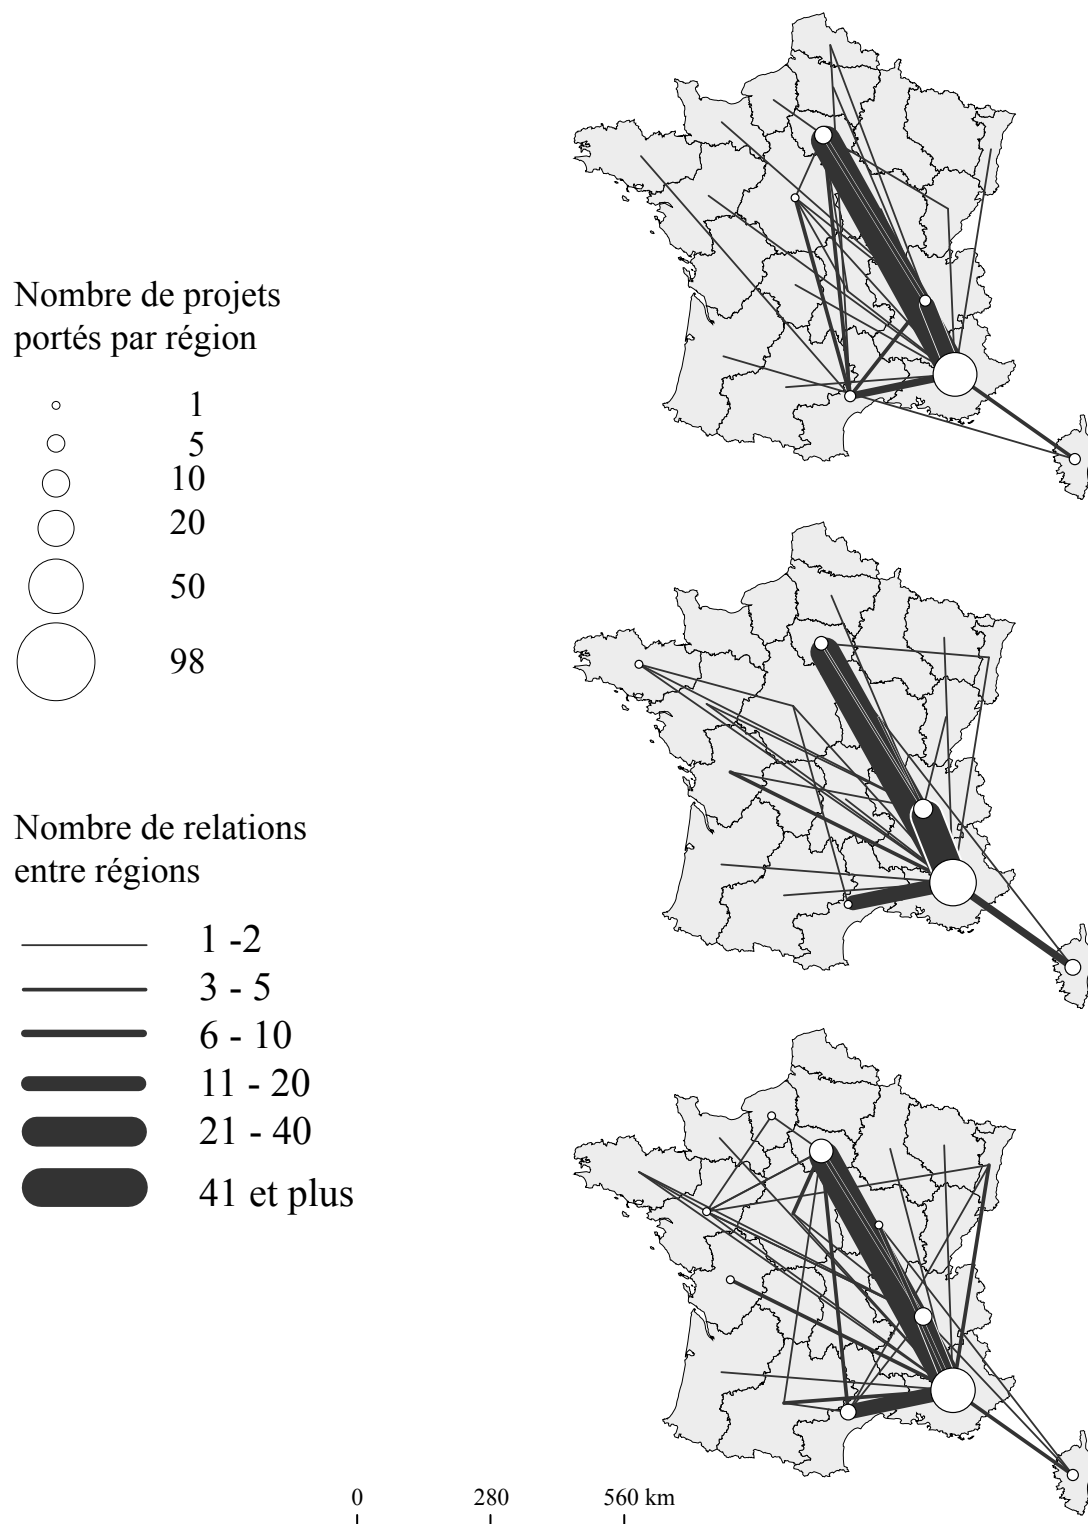 Nombre de projets
portés par région
1
5
10
20
50
98
Nombre de relations
entre régions
1 -2
3 - 5
6 - 10
11 - 20
21 - 40
41 et plus
0 280 560 km